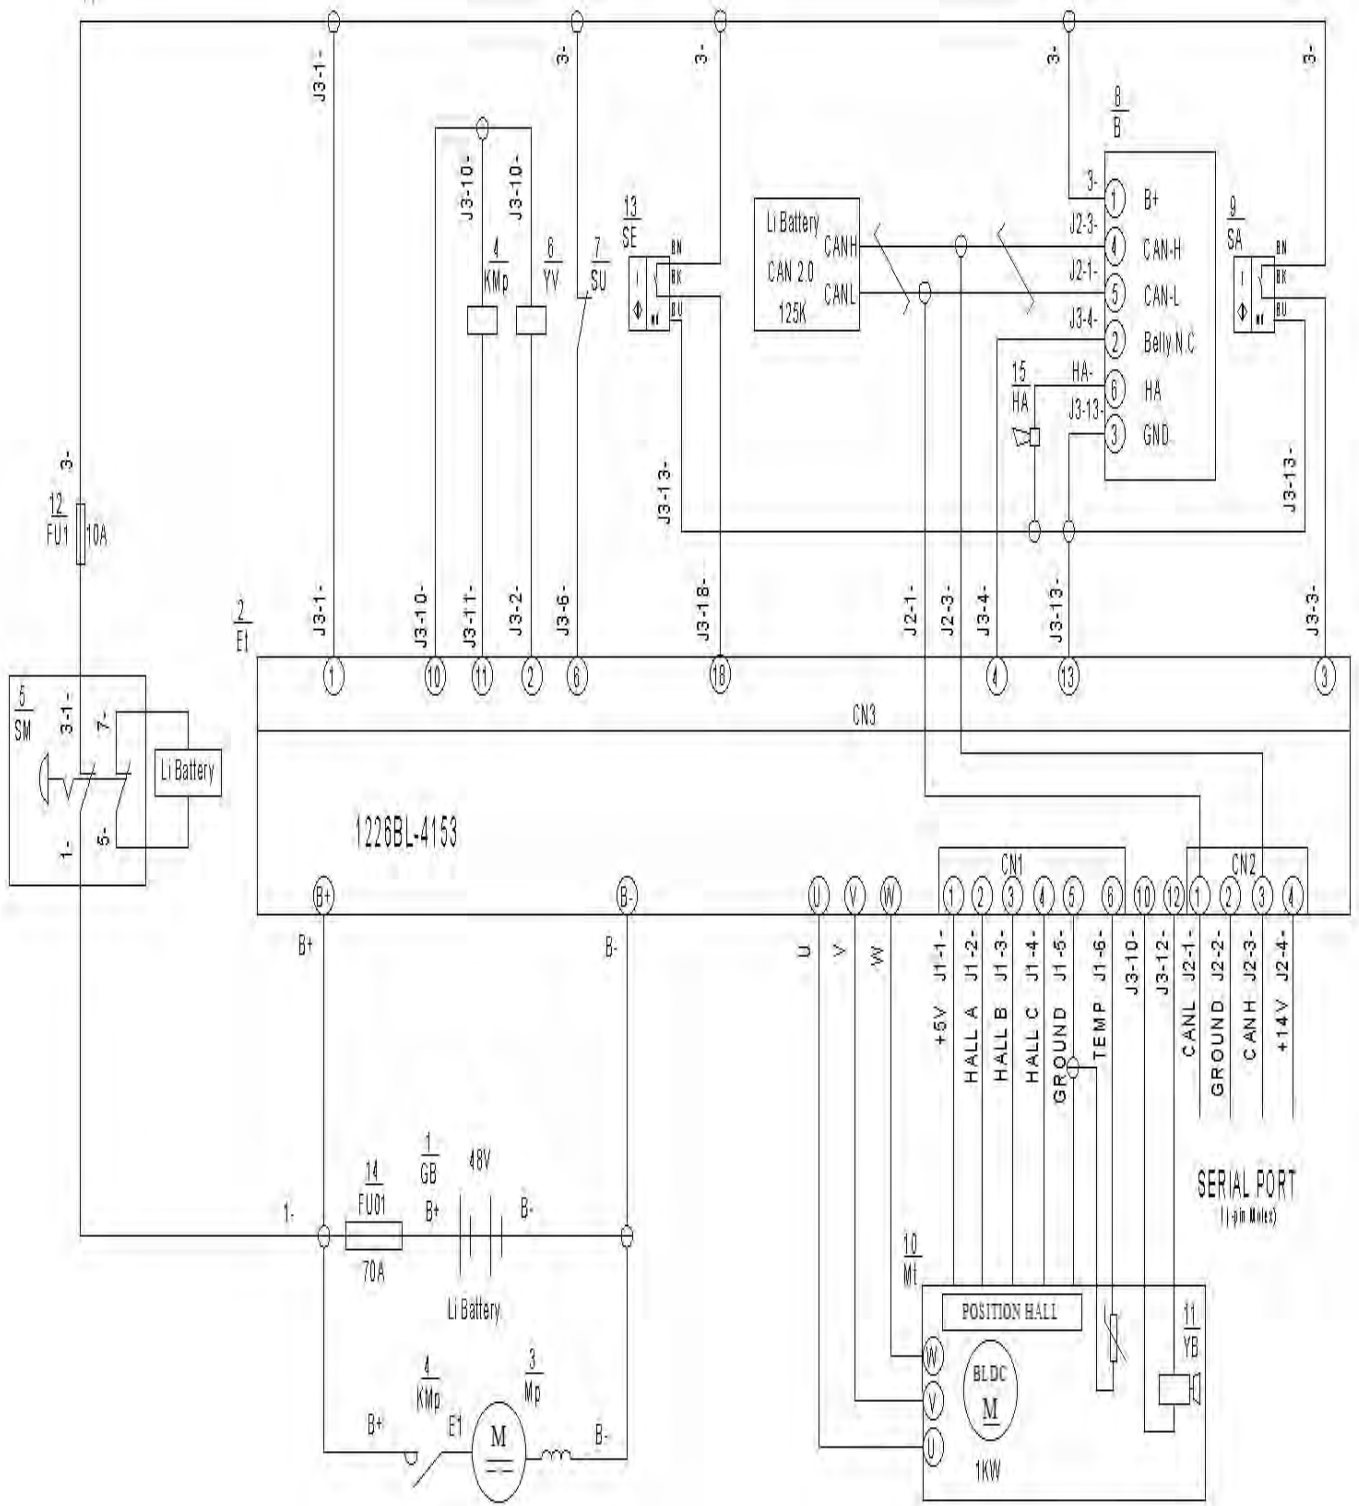 J3-1-
3-
3-
3-
3-
8
B
J3-10-
J3-10-
4
KMp
6
YV
7
SU
13
SE
BN
BK
BU
Li Battery
CAN 2.0
125K
CANH
CANL
3-
1
B+
J2-3-
4
CAN-H
J2-1-
5
CAN-L
J3-4-
2
Belly N.C
HA-
6
HA
J3-13-
3
GND
9
SA
BN
BK
BU
15
HA
3-
12
FU1
10A
J3-13-
J3-13-
2
E1
J3-1-
J3-10-
J3-11-
J3-2-
J3-6-
J3-18-
J2-1-
J2-3-
J3-4-
J3-13-
J3-3-
1
10
11
2
6
18
4
13
3
CN3
5
SM
3-1-
7-
Li Battery
1-
5-
1226BL-4153
CN1
CN2
B+
B-
U
V
W
1
2
3
4
5
6
10
12
1
2
3
4
B+
B-
U
V
W
+5V J1-1-
HALL A J1-2-
HALL B J1-3-
HALL C J1-4-
GROUND J1-5-
TEMP J1-6-
J3-10-
J3-12-
CANL J2-1-
GROUND J2-2-
CANH J2-3-
+14V J2-4-
SERIAL PORT
1-
14
FU01
70A
1
GB
B+
48V
B-
Li Battery
10
Mt
POSITION HALL
BLDC
M
1KW
W
V
U
11
YB
4
KMp
3
Mp
B+
E1
M
B-